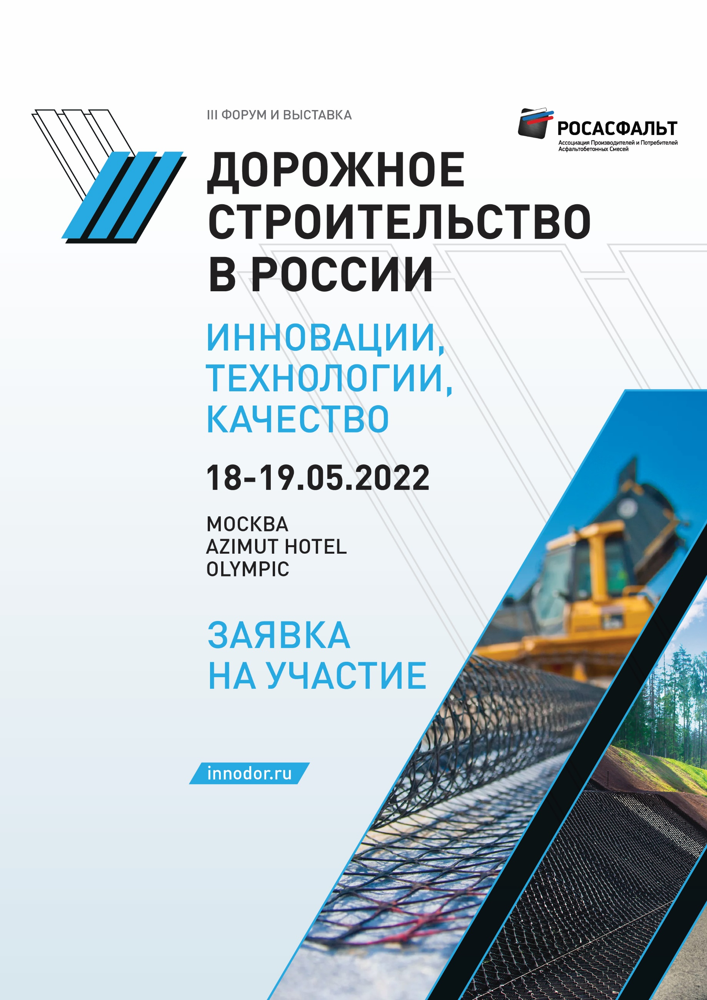 III ФОРУМ И ВЫСТАВКА
РОСАСФАЛЬТ
Ассоциация Производителей и Потребителей
Асфальтобетонных Смесей
ДОРОЖНОЕ
СТРОИТЕЛЬСТВО
В РОССИИ
ИННОВАЦИИ,
ТЕХНОЛОГИИ,
КАЧЕСТВО
18-19.05.2022
МОСКВА
AZIMUT HOTEL
OLYMPIC
ЗАЯВКА
НА УЧАСТИЕ
innodor.ru